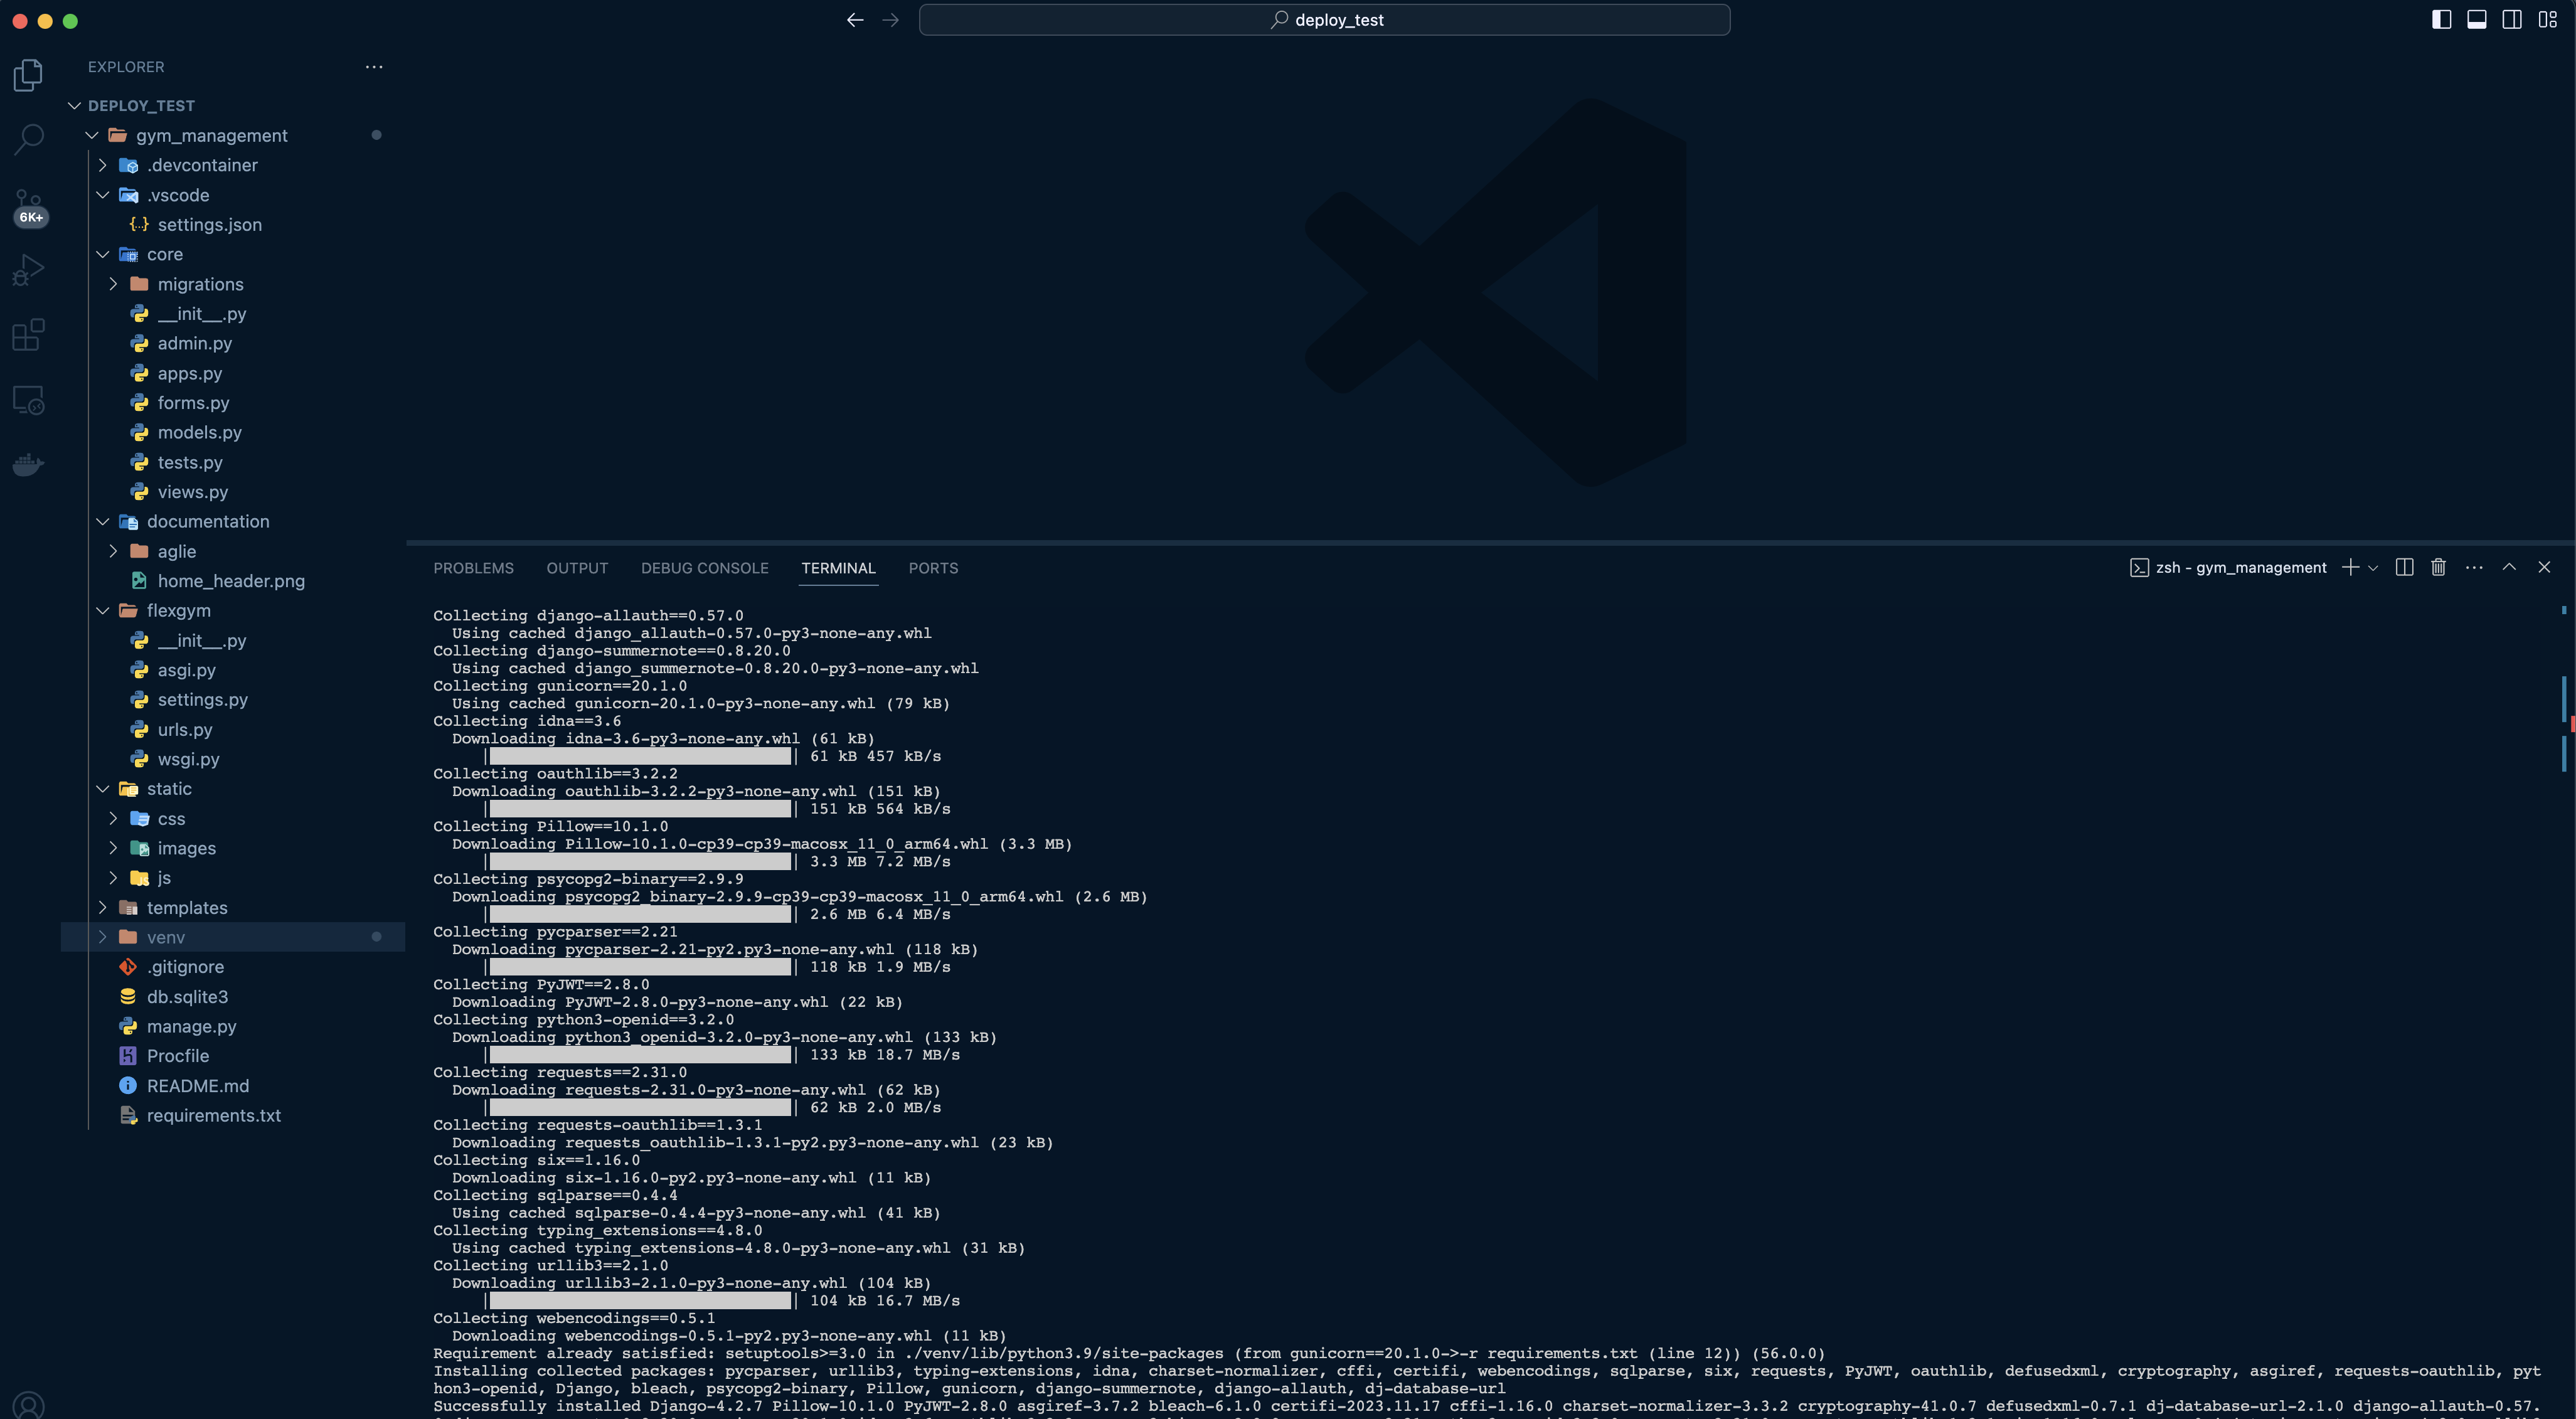 deploy_test
EXPLORER
DEPLOY_TEST
gym_management
.devcontainer
.vscode
{..} settings.json
6K+
core
migrations
__init__.py
admin.py
apps.py
forms.py
models.py
tests.py
views.py
documentation
aglie
home_header.png
flexgym
__init__.py
asgi.py
settings.py
urls.py
wsgi.py
static
css
images
js
templates
venv
.gitignore
db.sqlite3
manage.py
Procfile
README.md
requirements.txt
PROBLEMS OUTPUT DEBUG CONSOLE TERMINAL PORTS
zsh - gym_management
Collecting django-allauth==0.57.0
Using cached django_allauth-0.57.0-py3-none-any.whl
Collecting django-summernote==0.8.20.0
Using cached django_summernote-0.8.20.0-py3-none-any.whl
Collecting gunicorn==20.1.0
Using cached gunicorn-20.1.0-py3-none-any.whl (79 kB)
Collecting idna==3.6
Downloading idna-3.6-py3-none-any.whl (61 kB)
| | 61 kB 457 kB/s
Collecting oauthlib==3.2.2
Downloading oauthlib-3.2.2-py3-none-any.whl (151 kB)
| | 151 kB 564 kB/s
Collecting Pillow==10.1.0
Downloading Pillow-10.1.0-cp39-cp39-macosx_11_0_arm64.whl (3.3 MB)
| | 3.3 MB 7.2 MB/s
Collecting psycopg2-binary==2.9.9
Downloading psycopg2_binary-2.9.9-cp39-cp39-macosx_11_0_arm64.whl (2.6 MB)
| | 2.6 MB 6.4 MB/s
Collecting pycparser==2.21
Downloading pycparser-2.21-py2.py3-none-any.whl (118 kB)
| | 118 kB 1.9 MB/s
Collecting PyJWT==2.8.0
Downloading PyJWT-2.8.0-py3-none-any.whl (22 kB)
Collecting python3-openid==3.2.0
Downloading python3_openid-3.2.0-py3-none-any.whl (133 kB)
| | 133 kB 18.7 MB/s
Collecting requests==2.31.0
Downloading requests-2.31.0-py3-none-any.whl (62 kB)
| | 62 kB 2.0 MB/s
Collecting requests-oauthlib==1.3.1
Downloading requests_oauthlib-1.3.1-py2.py3-none-any.whl (23 kB)
Collecting six==1.16.0
Downloading six-1.16.0-py2.py3-none-any.whl (11 kB)
Collecting sqlparse==0.4.4
Using cached sqlparse-0.4.4-py3-none-any.whl (41 kB)
Collecting typing_extensions==4.8.0
Using cached typing_extensions-4.8.0-py3-none-any.whl (31 kB)
Collecting urllib3==2.1.0
Downloading urllib3-2.1.0-py3-none-any.whl (104 kB)
| | 104 kB 16.7 MB/s
Collecting webencodings==0.5.1
Downloading webencodings-0.5.1-py2.py3-none-any.whl (11 kB)
Requirement already satisfied: setuptools>=3.0 in ./venv/lib/python3.9/site-packages (from gunicorn==20.1.0->-r requirements.txt (line 12)) (56.0.0)
Installing collected packages: pycparser, urllib3, typing-extensions, idna, charset-normalizer, cffi, certifi, webencodings, sqlparse, six, requests, PyJWT, oauthlib, defusedxml, cryptography, asgiref, requests-oauthlib, pyt
hon3-openid, Django, bleach, psycopg2-binary, Pillow, gunicorn, django-summernote, django-allauth, dj-database-url
Successfully installed Django-4.2.7 Pillow-10.1.0 PyJWT-2.8.0 asgiref-3.7.2 bleach-6.1.0 certifi-2023.11.17 cffi-1.16.0 charset-normalizer-3.3.2 cryptography-41.0.7 defusedxml-0.7.1 dj-database-url-2.1.0 django-allauth-0.57.